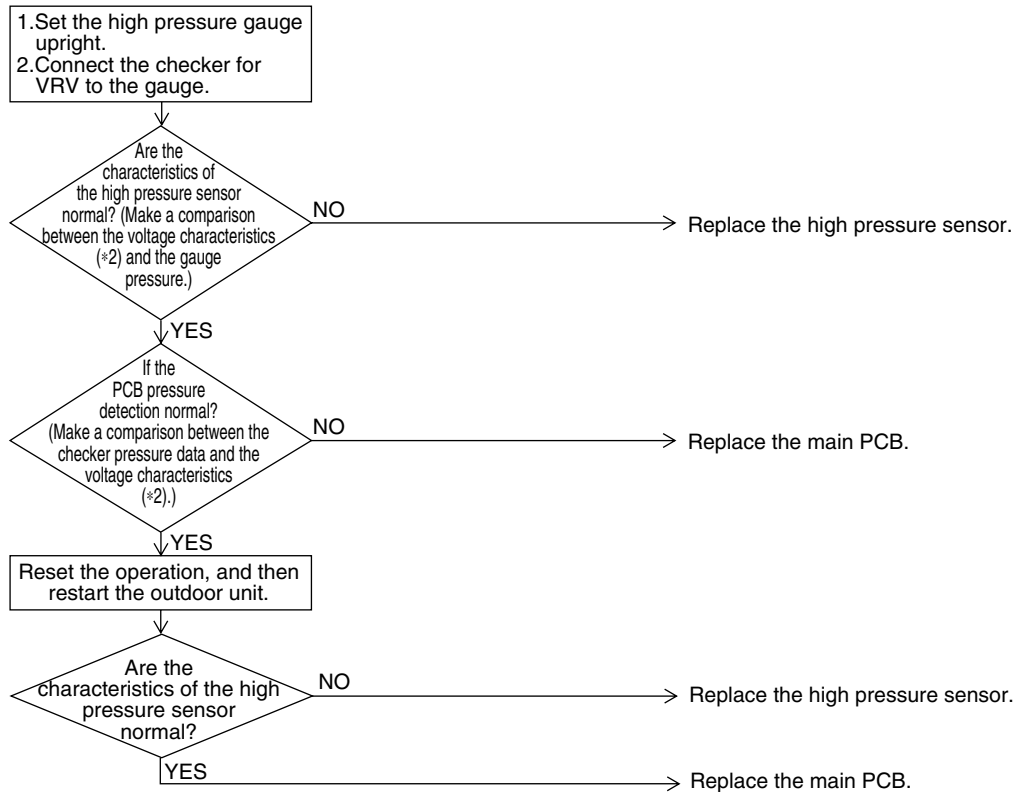 1.Set the high pressure gauge
upright.
2.Connect the checker for
VRV to the gauge.
Are the
characteristics of
the high pressure sensor
normal? (Make a comparison
between the voltage characteristics
(*2) and the gauge
pressure.)
NO
Replace the high pressure sensor.
YES
If the
PCB pressure
detection normal?
(Make a comparison between the
checker pressure data and the
voltage characteristics
(*2).)
NO
Replace the main PCB.
YES
Reset the operation, and then
restart the outdoor unit.
Are the
characteristics of the high
pressure sensor
normal?
NO
Replace the high pressure sensor.
YES
Replace the main PCB.